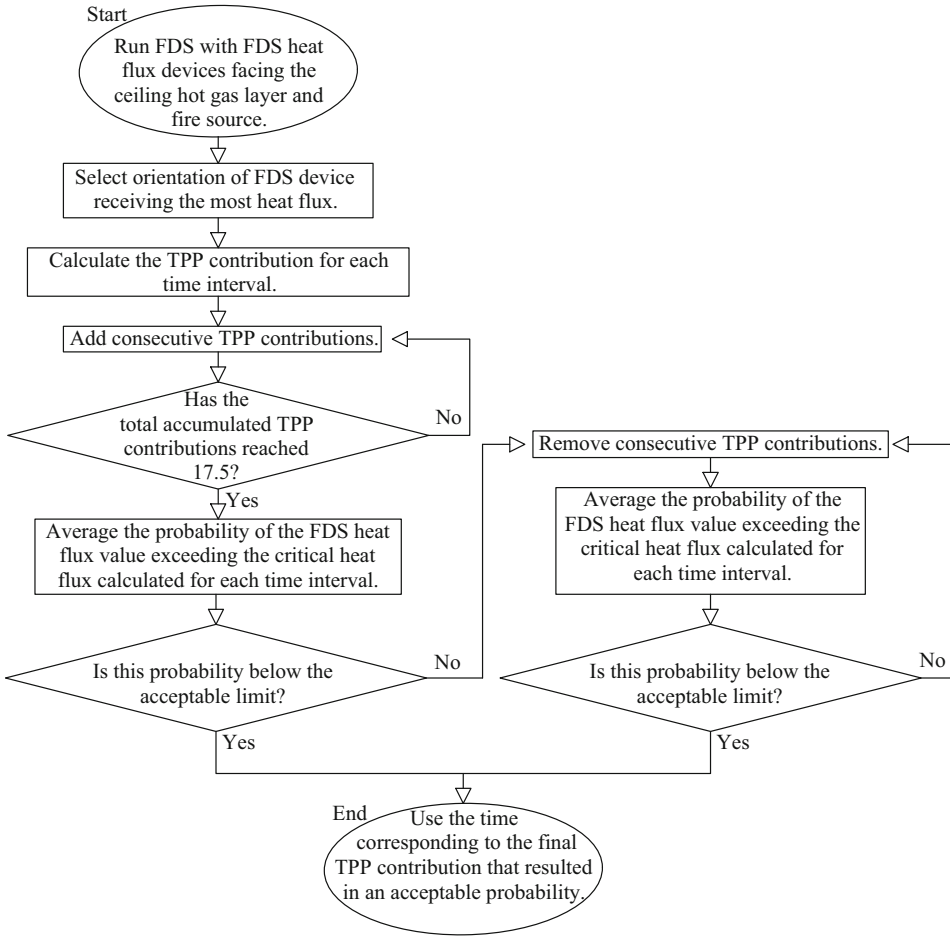 Start
Run FDS with FDS heat
flux devices facing the
ceiling hot gas layer and
fire source.
Select orientation of FDS device
receiving the most heat flux.
Calculate the TPP contribution for each
time interval.
Add consecutive TPP contributions.
Has the
total accumulated TPP
contributions reached
17.5?
No
Yes
Average the probability of the FDS heat
flux value exceeding the critical heat
flux calculated for each time interval.
Is this probability below the
acceptable limit?
No
Yes
Remove consecutive TPP contributions.
Average the probability of the
FDS heat flux value exceeding the
critical heat flux calculated for
each time interval.
Is this probability below the
acceptable limit?
No
Yes
End
Use the time
corresponding to the final
TPP contribution that resulted
in an acceptable probability.